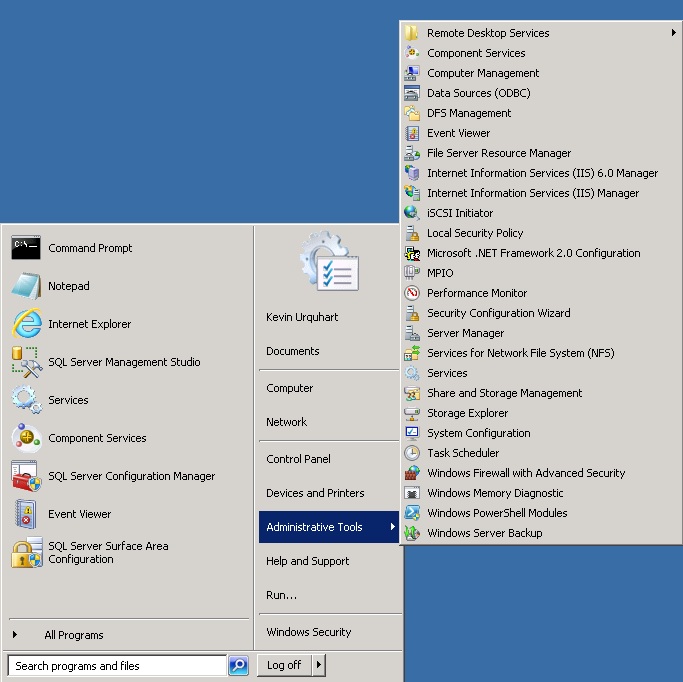 Remote Desktop Services
Component Services
Computer Management
Data Sources (ODBC)
DFS Management
Event Viewer
File Server Resource Manager
Internet Information Services (IIS) 6.0 Manager
Internet Information Services (IIS) Manager
iSCSI Initiator
Local Security Policy
Microsoft .NET Framework 2.0 Configuration
MPIO
Performance Monitor
Security Configuration Wizard
Server Manager
Services for Network File System (NFS)
Services
Share and Storage Management
Storage Explorer
System Configuration
Task Scheduler
Windows Firewall with Advanced Security
Windows Memory Diagnostic
Windows PowerShell Modules
Windows Server Backup
C:\
Command Prompt
Notepad
Internet Explorer
SQL Server Management Studio
Services
Component Services
SQL Server Configuration Manager
Event Viewer
SQL Server Surface Area
Configuration
All Programs
Search programs and files
Kevin Urquhart
Documents
Computer
Network
Control Panel
Devices and Printers
Administrative Tools
Help and Support
Run...
Windows Security
Log off